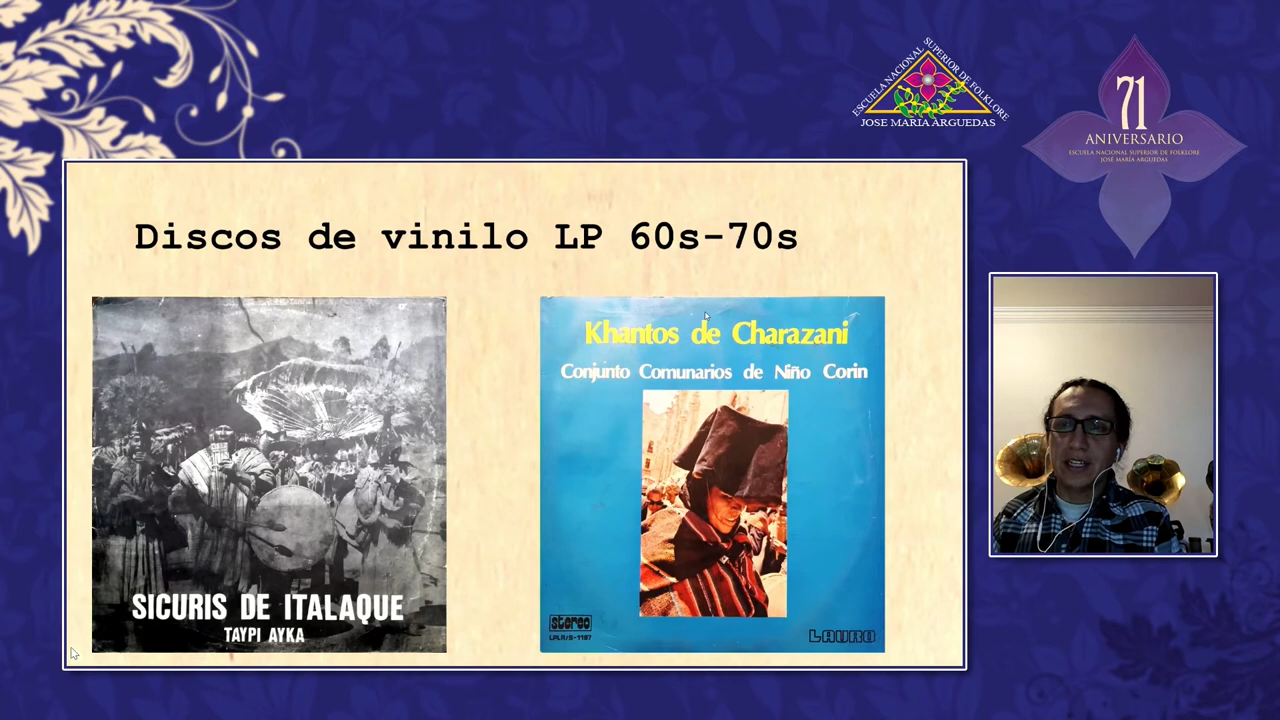 ESCUELA NACIONAL SUPERIOR DE FOLKLORE
JOSE MARIA ARGUEDAS
71
ANIVERSARIO
ESCUELA NACIONAL SUPERIOR DE FOLKLORE
JOSÉ MARÍA ARGUEDAS
Discos de vinilo LP 60s-70s
SICURIS DE ITALAQUE
TAYPI AYKA
Khantos de Charazani
Conjunto Comunarios de Niño Corin
stereo
LPLR/S-1197
LAURO